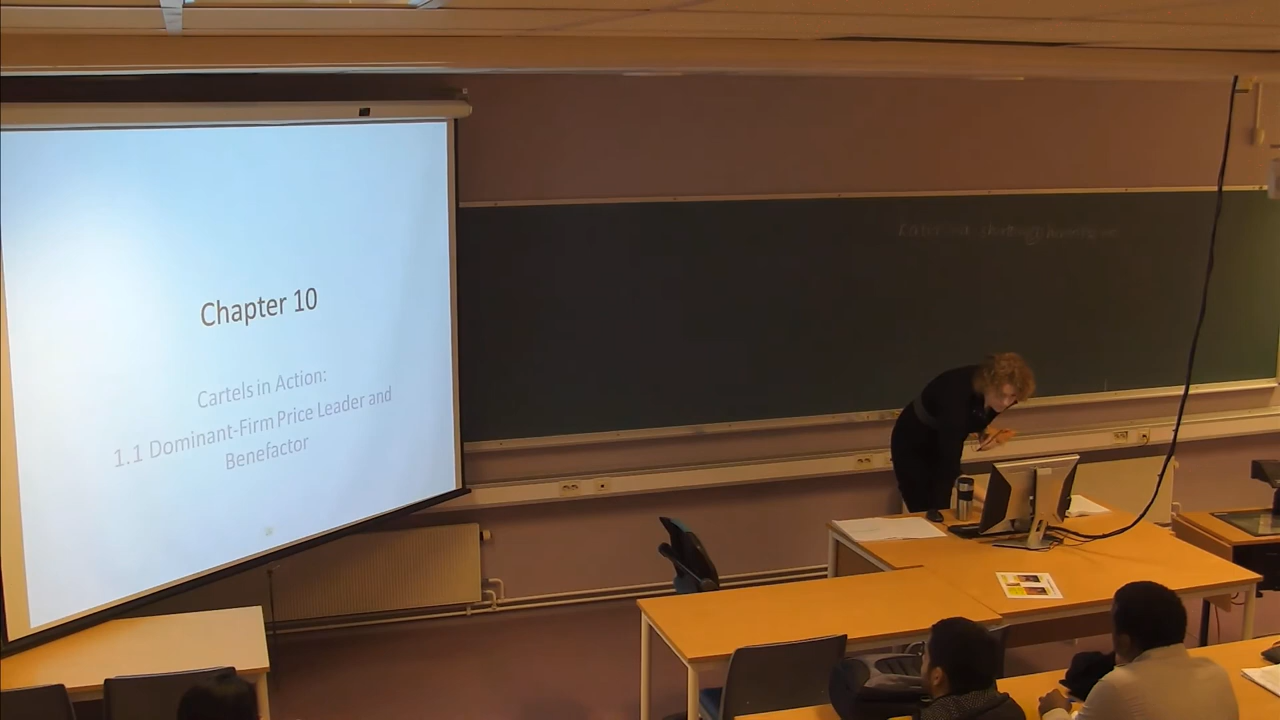 Chapter 10
Cartels in Action:
1.1 Dominant-Firm Price Leader and
Benefactor